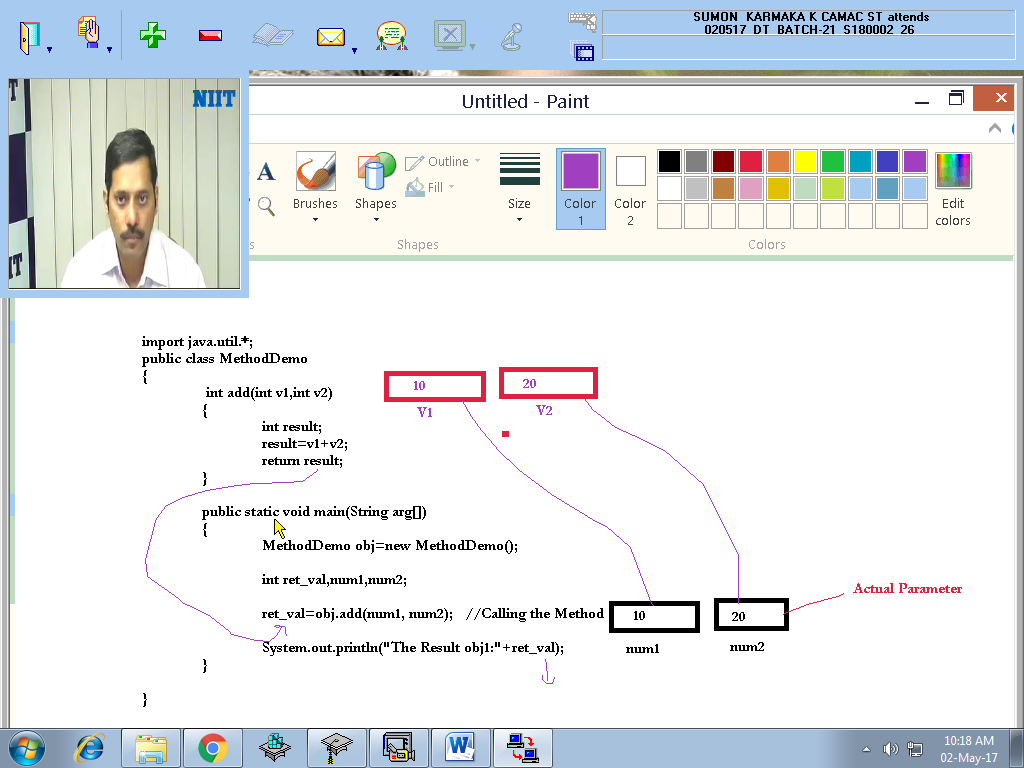 SUMON KARMAKA K CAMAC ST attends
020517 DT BATCH-21 S180002 26
NIIT
Untitled - Paint
A
Outline
Fill
Brushes
Shapes
Size
Color
1
Color
2
Edit
colors
Shapes
Colors
import java.util.*;
public class MethodDemo
{
int add(int v1,int v2)
{
int result;
result=v1+v2;
return result;
}
public static void main(String arg[])
{
MethodDemo obj=new MethodDemo();
int ret_val,num1,num2;
ret_val=obj.add(num1, num2); //Calling the Method
System.out.println("The Result obj1:"+ret_val);
}
}
10
20
V1
V2
Actual Parameter
10
20
num1
num2
10:18 AM
02-May-17